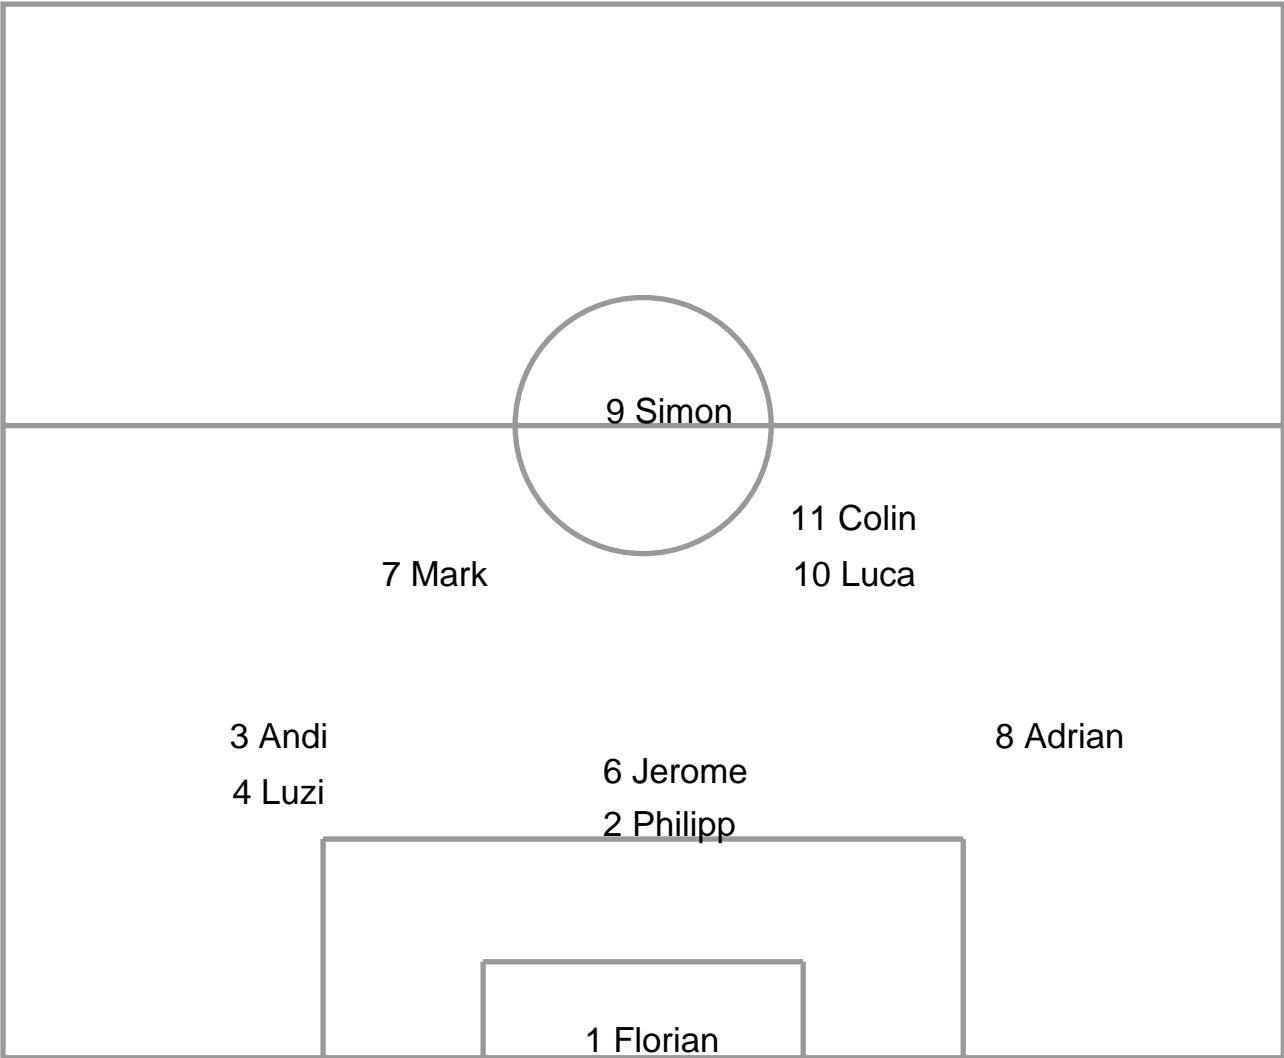 9 Simon
11 Colin
7 Mark
10 Luca
3 Andi
8 Adrian
6 Jerome
4 Luzi
2 Philipp
1 Florian